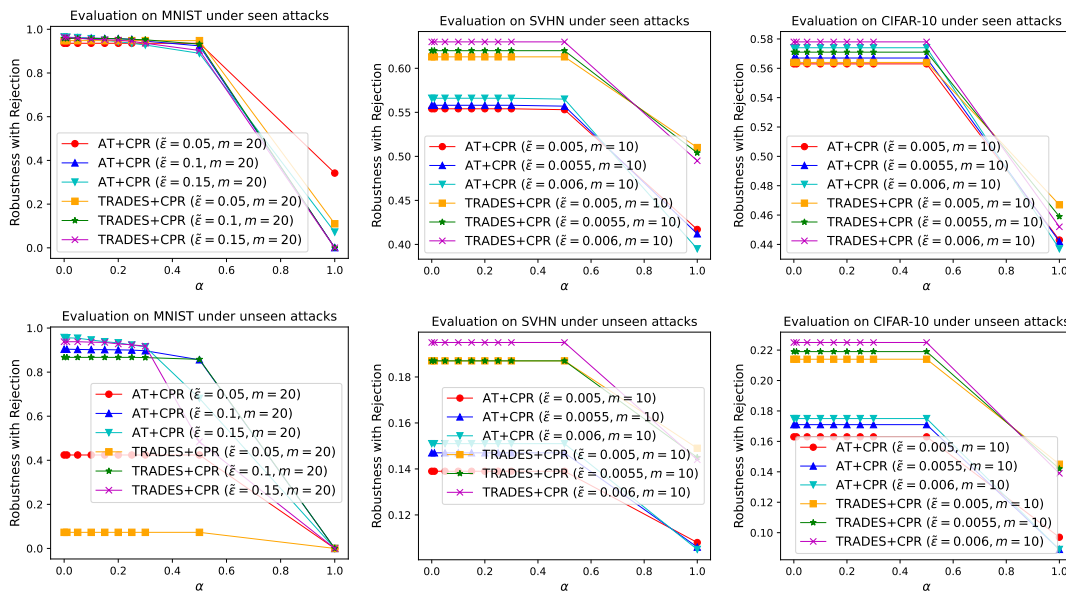 Evaluation on MNIST under seen attacks
Robustness with Rejection
1.0
0.8
0.6
0.4
0.2
0.0
AT+CPR (ε̃ = 0.05, m = 20)
AT+CPR (ε̃ = 0.1, m = 20)
AT+CPR (ε̃ = 0.15, m = 20)
TRADES+CPR (ε̃ = 0.05, m = 20)
TRADES+CPR (ε̃ = 0.1, m = 20)
TRADES+CPR (ε̃ = 0.15, m = 20)
0.0 0.2 0.4 0.6 0.8 1.0
α
Evaluation on SVHN under seen attacks
Robustness with Rejection
0.60
0.55
0.50
0.45
0.40
AT+CPR (ε̃ = 0.005, m = 10)
AT+CPR (ε̃ = 0.0055, m = 10)
AT+CPR (ε̃ = 0.006, m = 10)
TRADES+CPR (ε̃ = 0.005, m = 10)
TRADES+CPR (ε̃ = 0.0055, m = 10)
TRADES+CPR (ε̃ = 0.006, m = 10)
0.0 0.2 0.4 0.6 0.8 1.0
α
Evaluation on CIFAR-10 under seen attacks
Robustness with Rejection
0.58
0.56
0.54
0.52
0.50
0.48
0.46
0.44
AT+CPR (ε̃ = 0.005, m = 10)
AT+CPR (ε̃ = 0.0055, m = 10)
AT+CPR (ε̃ = 0.006, m = 10)
TRADES+CPR (ε̃ = 0.005, m = 10)
TRADES+CPR (ε̃ = 0.0055, m = 10)
TRADES+CPR (ε̃ = 0.006, m = 10)
0.0 0.2 0.4 0.6 0.8 1.0
α
Evaluation on MNIST under unseen attacks
Robustness with Rejection
1.0
0.8
0.6
0.4
0.2
0.0
AT+CPR (ε̃ = 0.05, m = 20)
AT+CPR (ε̃ = 0.1, m = 20)
AT+CPR (ε̃ = 0.15, m = 20)
TRADES+CPR (ε̃ = 0.05, m = 20)
TRADES+CPR (ε̃ = 0.1, m = 20)
TRADES+CPR (ε̃ = 0.15, m = 20)
0.0 0.2 0.4 0.6 0.8 1.0
α
Evaluation on SVHN under unseen attacks
Robustness with Rejection
0.18
0.16
0.14
0.12
AT+CPR (ε̃ = 0.005, m = 10)
AT+CPR (ε̃ = 0.0055, m = 10)
AT+CPR (ε̃ = 0.006, m = 10)
TRADES+CPR (ε̃ = 0.005, m = 10)
TRADES+CPR (ε̃ = 0.0055, m = 10)
TRADES+CPR (ε̃ = 0.006, m = 10)
0.0 0.2 0.4 0.6 0.8 1.0
α
Evaluation on CIFAR-10 under unseen attacks
Robustness with Rejection
0.22
0.20
0.18
0.16
0.14
0.12
0.10
AT+CPR (ε̃ = 0.005, m = 10)
AT+CPR (ε̃ = 0.0055, m = 10)
AT+CPR (ε̃ = 0.006, m = 10)
TRADES+CPR (ε̃ = 0.005, m = 10)
TRADES+CPR (ε̃ = 0.0055, m = 10)
TRADES+CPR (ε̃ = 0.006, m = 10)
0.0 0.2 0.4 0.6 0.8 1.0
α